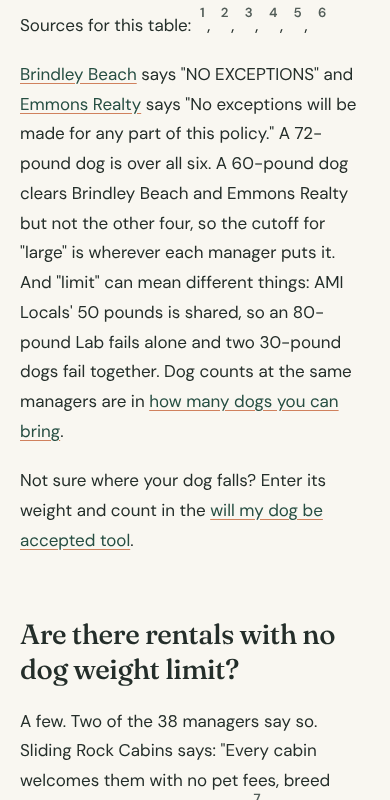 Sources for this table: 1, 2, 3, 4, 5, 6
Brindley Beach says "NO EXCEPTIONS" and
Emmons Realty says "No exceptions will be
made for any part of this policy." A 72-
pound dog is over all six. A 60-pound dog
clears Brindley Beach and Emmons Realty
but not the other four, so the cutoff for
"large" is wherever each manager puts it.
And "limit" can mean different things: AMI
Locals' 50 pounds is shared, so an 80-
pound Lab fails alone and two 30-pound
dogs fail together. Dog counts at the same
managers are in how many dogs you can
bring.
Not sure where your dog falls? Enter its
weight and count in the will my dog be
accepted tool.
Are there rentals with no
dog weight limit?
A few. Two of the 38 managers say so.
Sliding Rock Cabins says: "Every cabin
welcomes them with no pet fees, breed
7